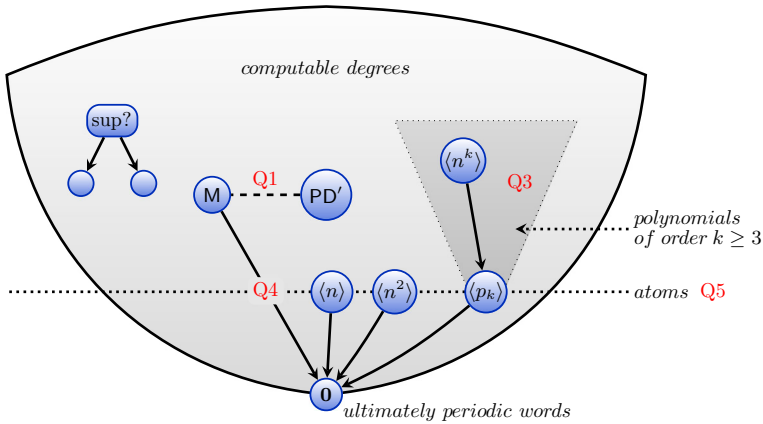 computable degrees
sup?
⟨n^k⟩
Q1
Q3
M
PD′
polynomials
of order k ≥ 3
Q4
⟨n⟩
⟨n^2⟩
⟨p_k⟩
atoms Q5
0
ultimately periodic words